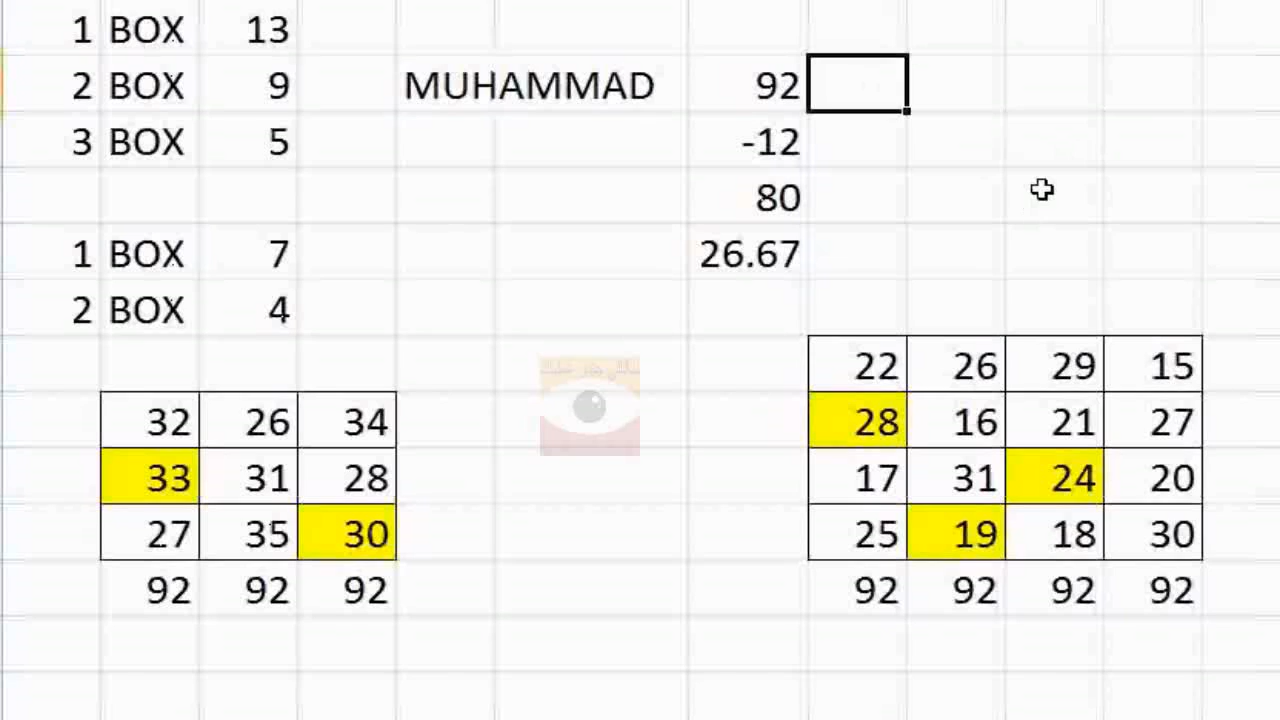 1 BOX 13
2 BOX 9 MUHAMMAD 92
3 BOX 5 -12
80
1 BOX 7 26.67
2 BOX 4
22 26 29 15
32 26 34 28 16 21 27
33 31 28 17 31 24 20
27 35 30 25 19 18 30
92 92 92 92 92 92 92